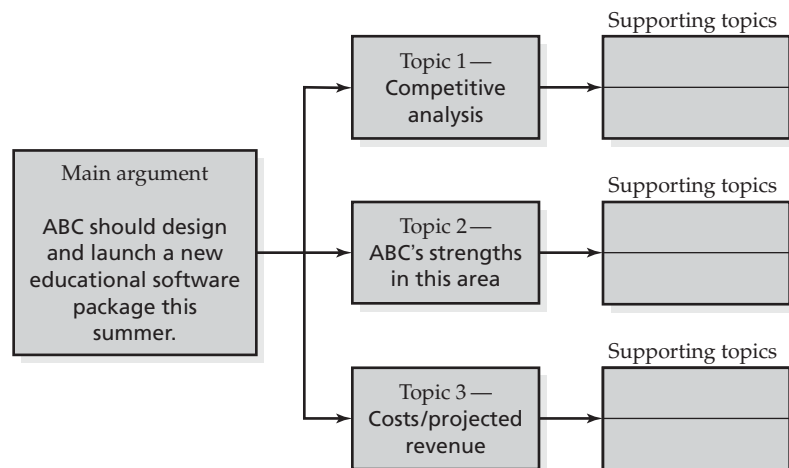 Supporting topics
Topic 1—
Competitive
analysis
Main argument
ABC should design
and launch a new
educational software
package this
summer.
Supporting topics
Topic 2—
ABC's strengths
in this area
Supporting topics
Topic 3—
Costs/projected
revenue